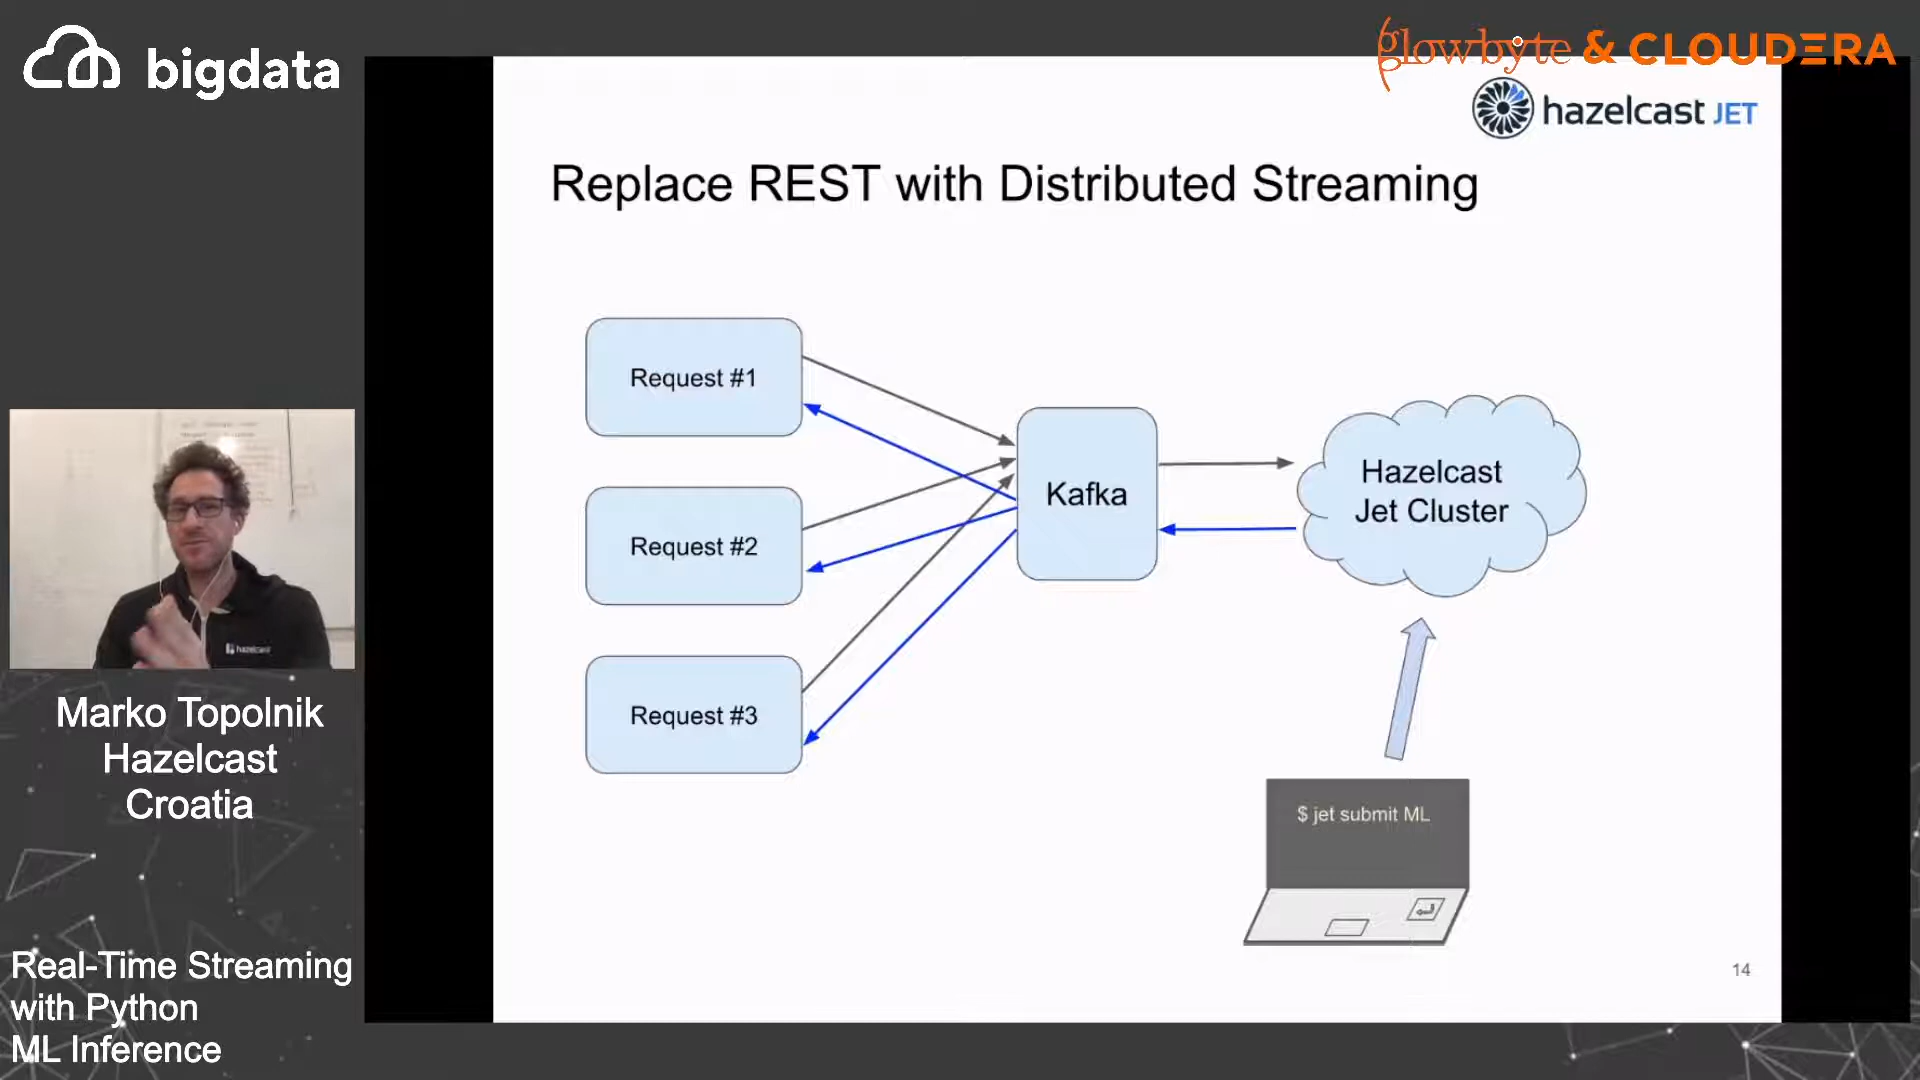 bigdata
glowbyte & CLOUDERA
hazelcast JET
Replace REST with Distributed Streaming
Request #1
Request #2
Request #3
Kafka
Hazelcast
Jet Cluster
$ jet submit ML
14
hazelcast
Marko Topolnik
Hazelcast
Croatia
Real-Time Streaming
with Python
ML Inference